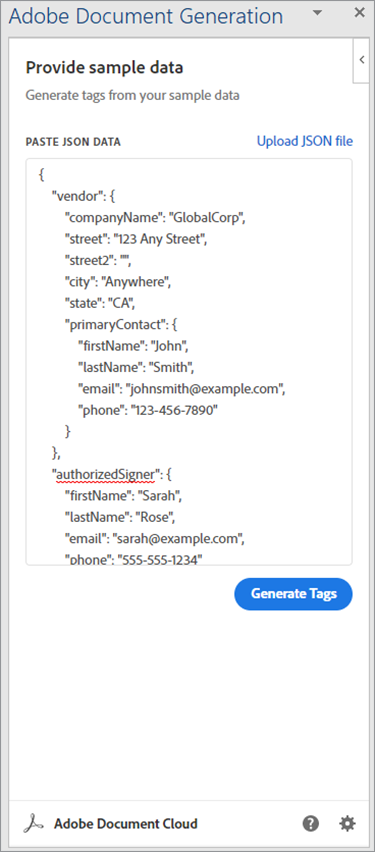 Adobe Document Generation
Provide sample data
Generate tags from your sample data
PASTE JSON DATA Upload JSON file
{
"vendor": {
"companyName": "GlobalCorp",
"street": "123 Any Street",
"street2": "",
"city": "Anywhere",
"state": "CA",
"primaryContact": {
"firstName": "John",
"lastName": "Smith",
"email": "johnsmith@example.com",
"phone": "123-456-7890"
}
},
"authorizedSigner": {
"firstName": "Sarah",
"lastName": "Rose",
"email": "sarah@example.com",
"phone": "555-555-1234"
Generate Tags
Adobe Document Cloud